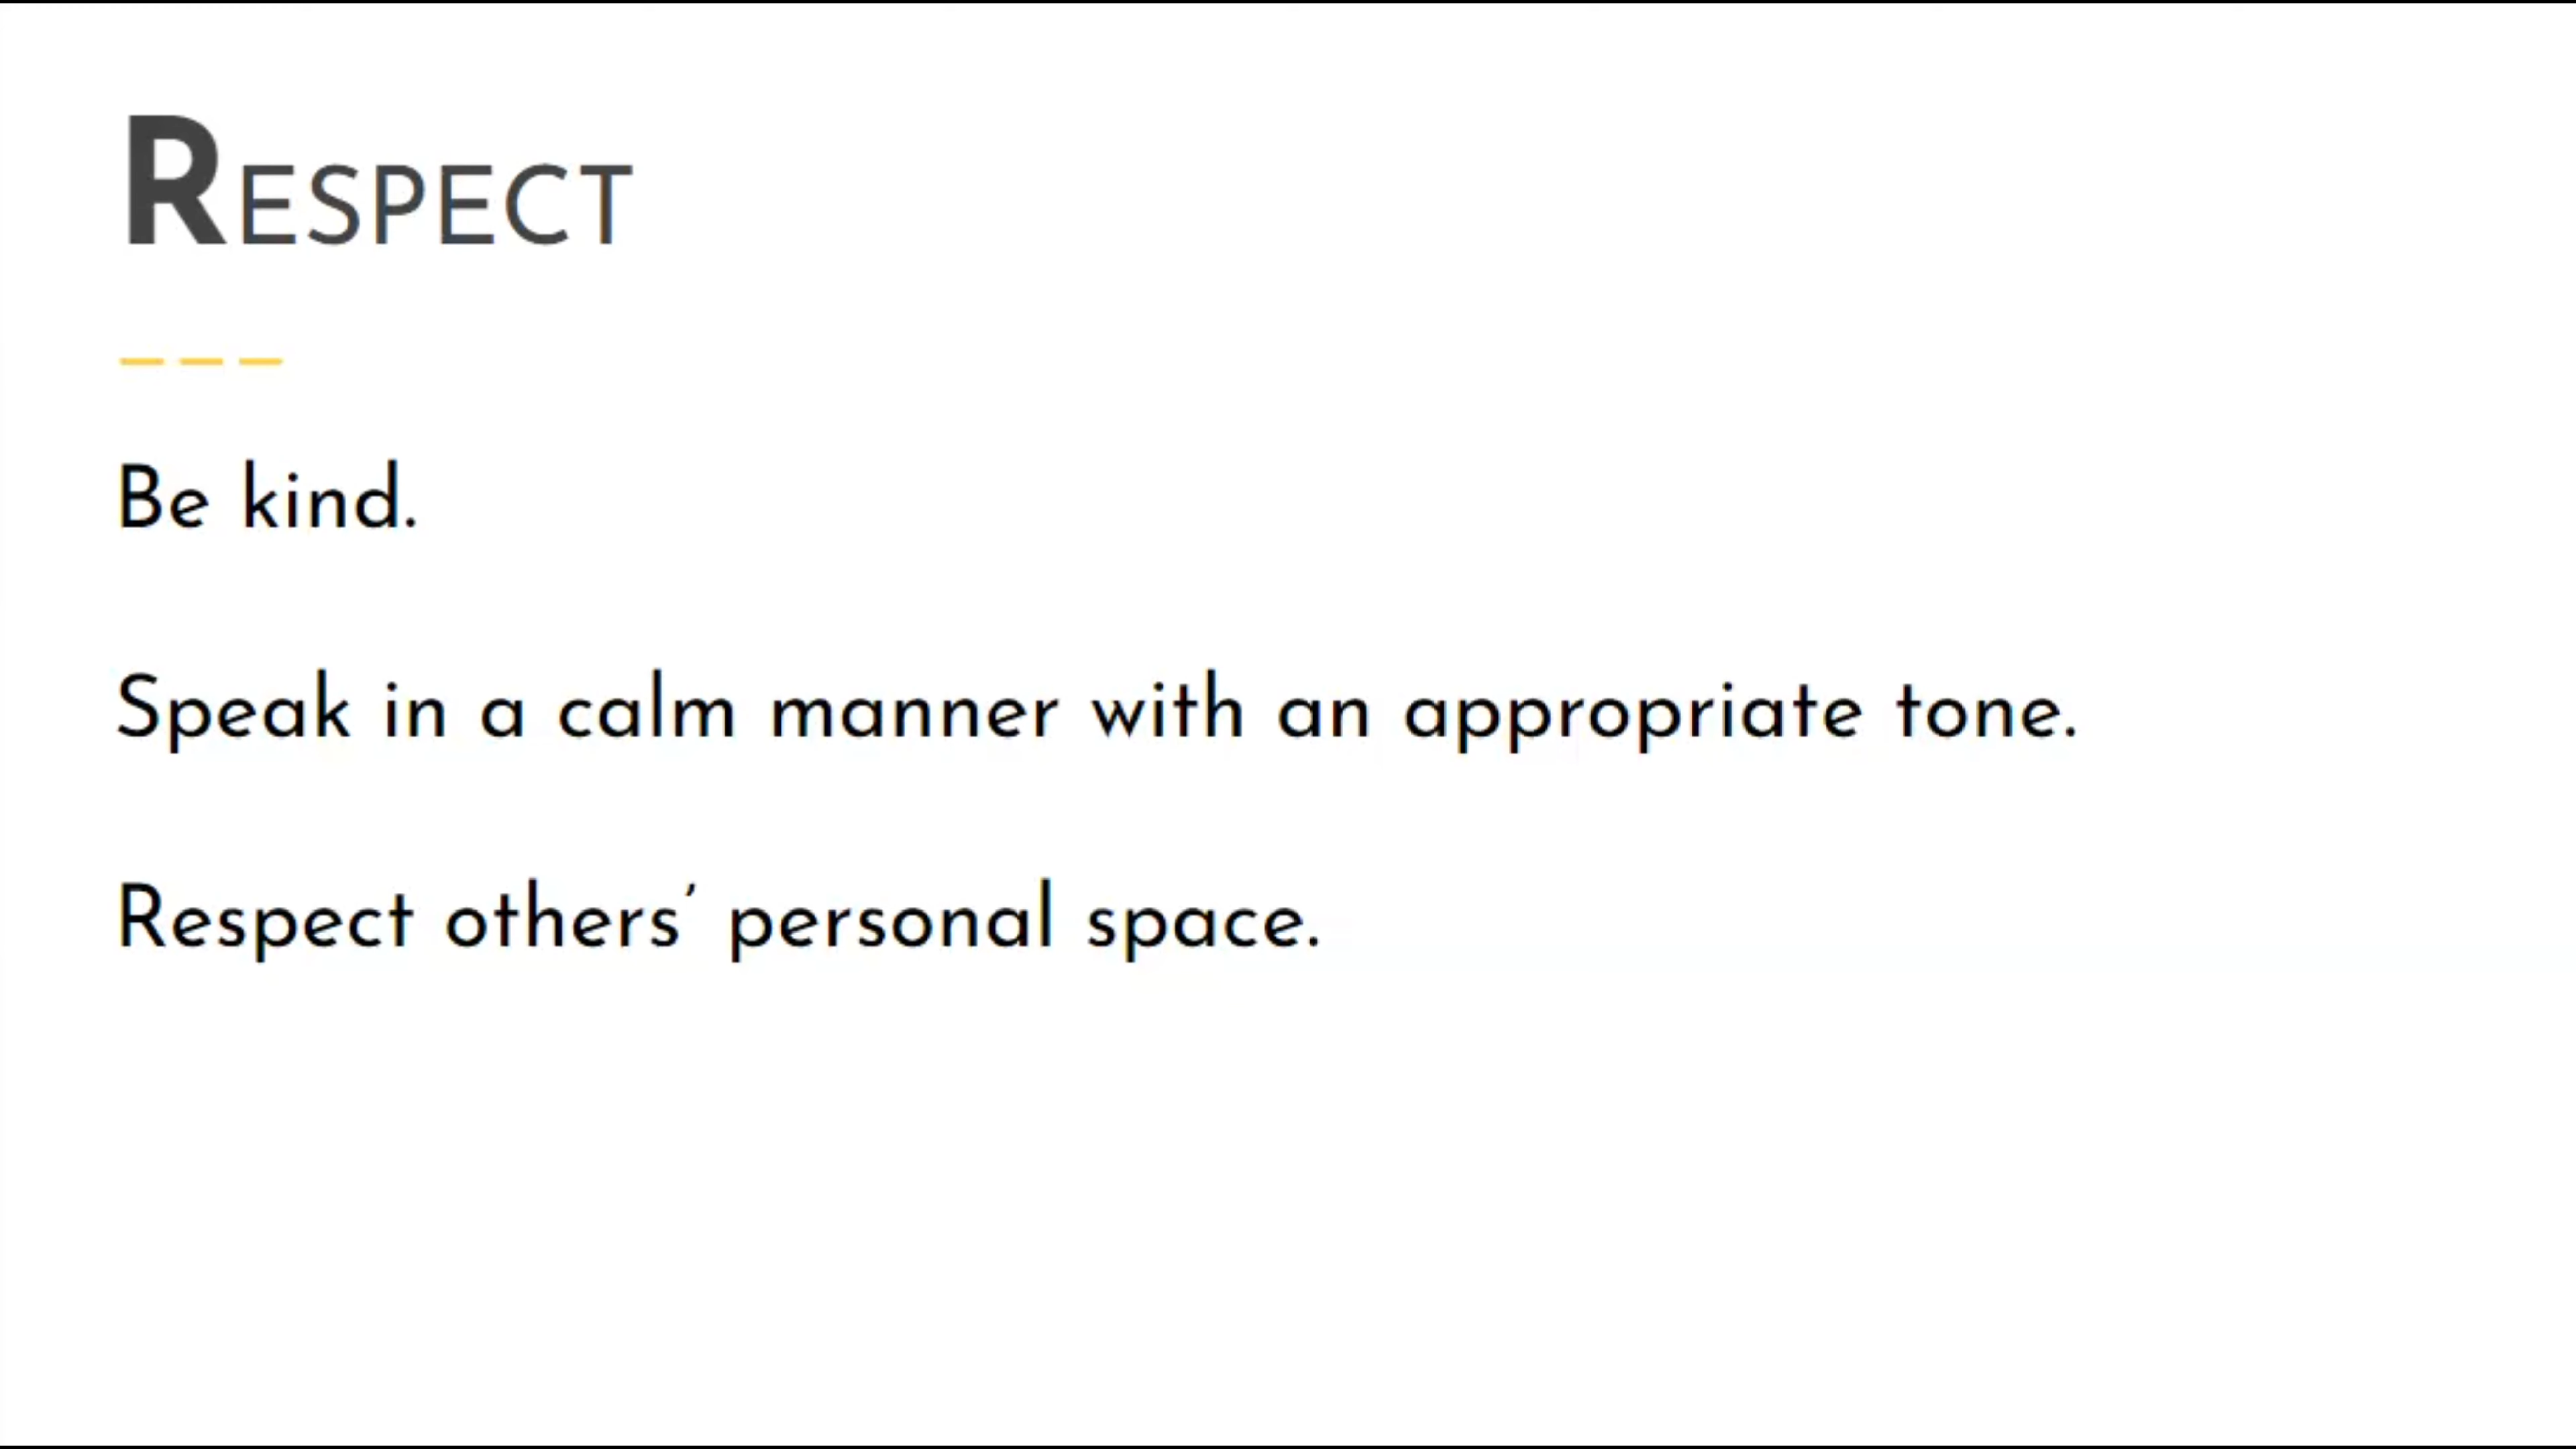 RESPECT
Be kind.
Speak in a calm manner with an appropriate tone.
Respect others’ personal space.